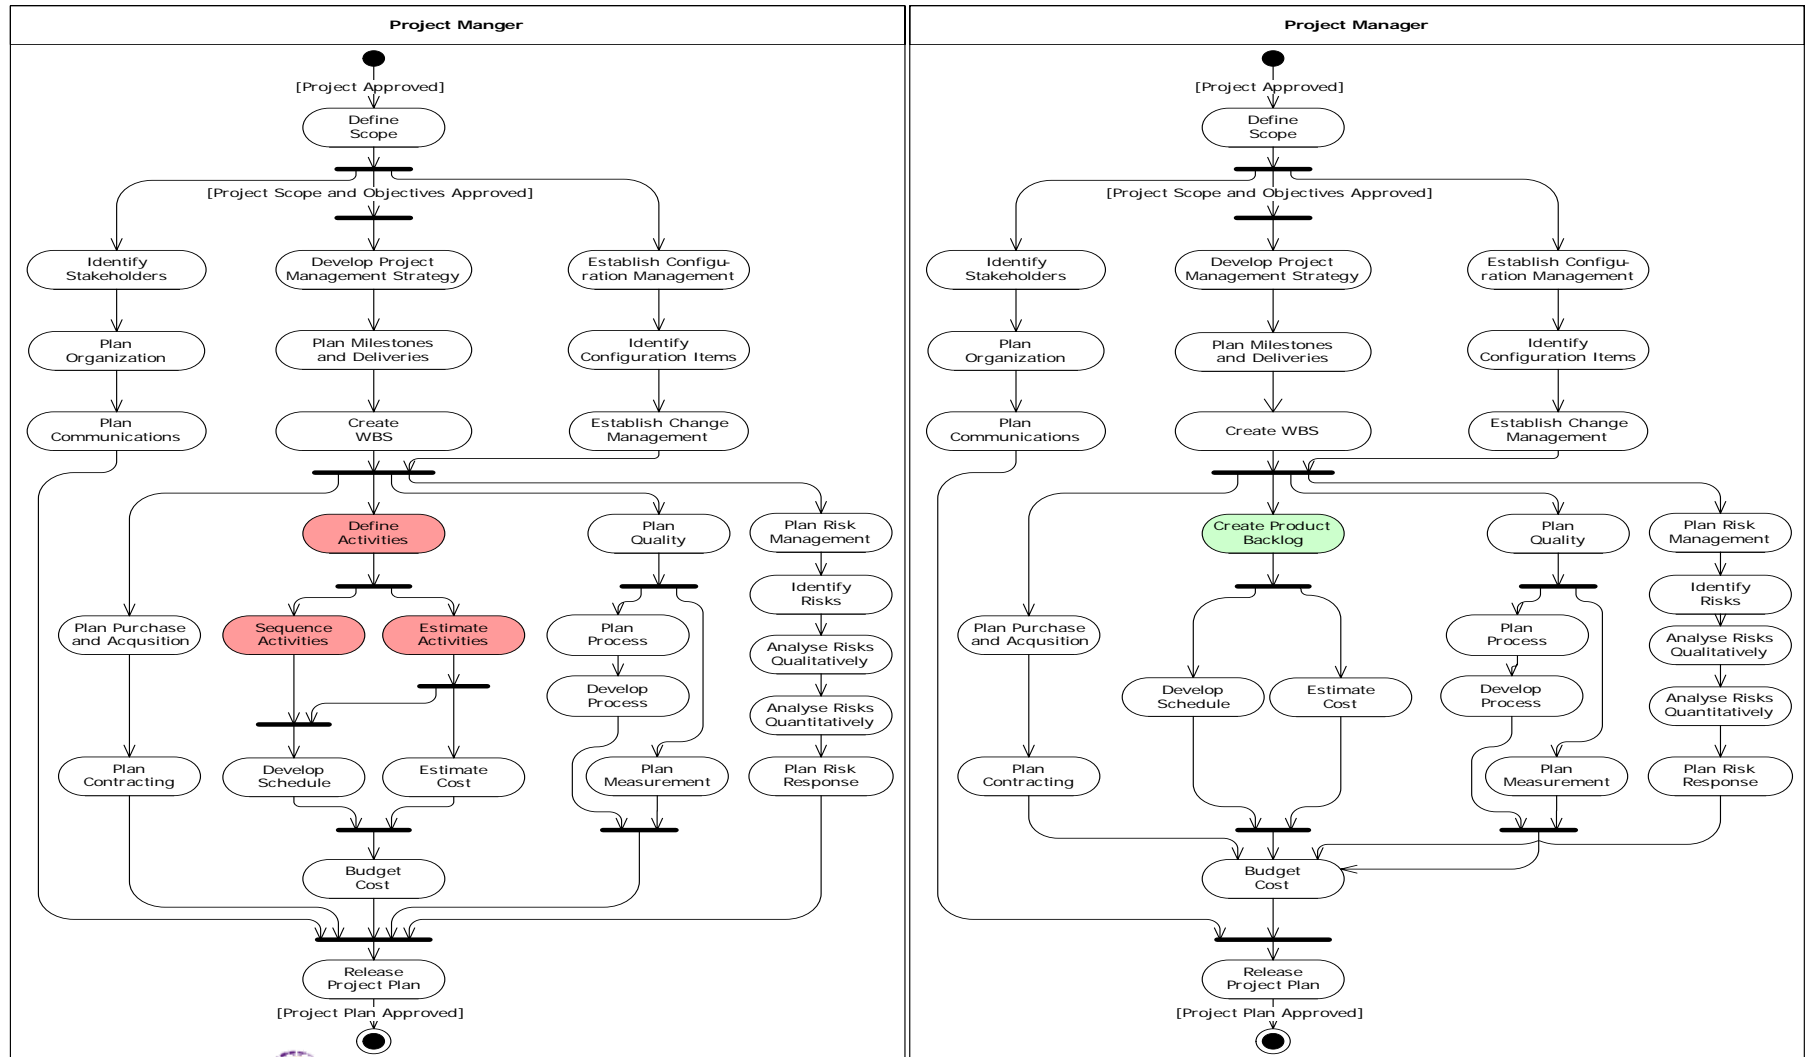 Project Manger
[Project Approved]
Define
Scope
[Project Scope and Objectives Approved]
Identify
Stakeholders
Develop Project
Management Strategy
Establish Configu-
ration Management
Plan
Organization
Plan Milestones
and Deliveries
Identify
Configuration Items
Plan
Communications
Create
WBS
Establish Change
Management
Define
Activities
Plan
Quality
Plan Risk
Management
Identify
Risks
Plan Purchase
and Acqusition
Sequence
Activities
Estimate
Activities
Plan
Process
Analyse Risks
Qualitatively
Develop
Process
Analyse Risks
Quantitatively
Plan
Contracting
Develop
Schedule
Estimate
Cost
Plan
Measurement
Plan Risk
Response
Budget
Cost
Release
Project Plan
[Project Plan Approved]
Project Manager
[Project Approved]
Define
Scope
[Project Scope and Objectives Approved]
Identify
Stakeholders
Develop Project
Management Strategy
Establish Configu-
ration Management
Plan
Organization
Plan Milestones
and Deliveries
Identify
Configuration Items
Plan
Communications
Create WBS
Establish Change
Management
Create Product
Backlog
Plan
Quality
Plan Risk
Management
Identify
Risks
Plan Purchase
and Acqusition
Plan
Process
Analyse Risks
Qualitatively
Develop
Schedule
Estimate
Cost
Develop
Process
Analyse Risks
Quantitatively
Plan
Contracting
Plan
Measurement
Plan Risk
Response
Budget
Cost
Release
Project Plan
[Project Plan Approved]